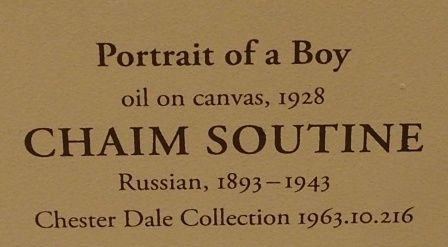 Portrait of a Boy
oil on canvas, 1928
CHAIM SOUTINE
Russian, 1893–1943
Chester Dale Collection 1963.10.216